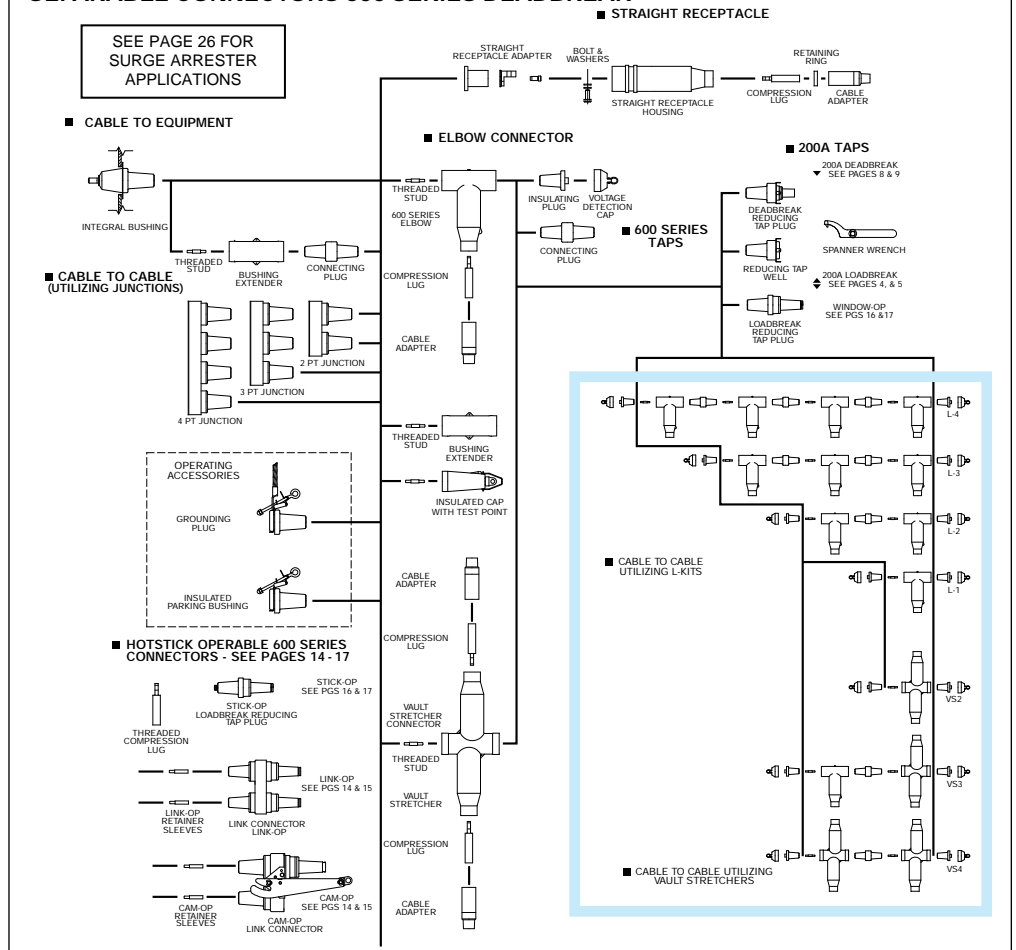 ■ STRAIGHT RECEPTACLE
SEE PAGE 26 FOR
SURGE ARRESTER
APPLICATIONS
STRAIGHT
RECEPTACLE ADAPTER
BOLT &
WASHERS
STRAIGHT RECEPTACLE
HOUSING
COMPRESSION
LUG
RETAINING
RING
CABLE
ADAPTER
■ CABLE TO EQUIPMENT
INTEGRAL BUSHING
THREADED
STUD
BUSHING
EXTENDER
CONNECTING
PLUG
■ ELBOW CONNECTOR
THREADED
STUD
600 SERIES
ELBOW
INSULATING
PLUG
VOLTAGE
DETECTION
CAP
CONNECTING
PLUG
■ 600 SERIES
TAPS
COMPRESSION
LUG
CABLE
ADAPTER
■ 200A TAPS
200A DEADBREAK
SEE PAGES 8 & 9
DEADBREAK
REDUCING
TAP PLUG
SPANNER WRENCH
REDUCING TAP
WELL
200A LOADBREAK
SEE PAGES 4, & 5
WINDOW-OP
SEE PGS 16 &17
LOADBREAK
REDUCING
TAP PLUG
■ CABLE TO CABLE
(UTILIZING JUNCTIONS)
2 PT JUNCTION
3 PT JUNCTION
4 PT JUNCTION
THREADED
STUD
BUSHING
EXTENDER
INSULATED CAP
WITH TEST POINT
OPERATING
ACCESSORIES
GROUNDING
PLUG
INSULATED
PARKING BUSHING
L-4
L-3
L-2
L-1
■ CABLE TO CABLE
UTILIZING L-KITS
VS2
VS3
VS4
■ CABLE TO CABLE UTILIZING
VAULT STRETCHERS
CABLE
ADAPTER
COMPRESSION
LUG
VAULT
STRETCHER
CONNECTOR
THREADED
STUD
VAULT
STRETCHER
COMPRESSION
LUG
CABLE
ADAPTER
■ HOTSTICK OPERABLE 600 SERIES
CONNECTORS - SEE PAGES 14 - 17
THREADED
COMPRESSION
LUG
STICK-OP
LOADBREAK REDUCING
TAP PLUG
STICK-OP
SEE PGS 16 & 17
LINK-OP
RETAINER
SLEEVES
LINK CONNECTOR
LINK-OP
LINK-OP
SEE PGS 14 & 15
CAM-OP
RETAINER
SLEEVES
CAM-OP
LINK CONNECTOR
CAM-OP
SEE PGS 14 & 15